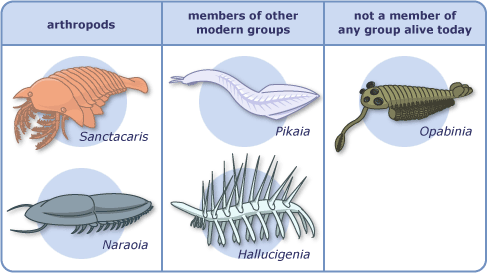 arthropods
members of other
modern groups
not a member of
any group alive today
Sanctacaris
Pikaia
Opabinia
Naraoia
Hallucigenia